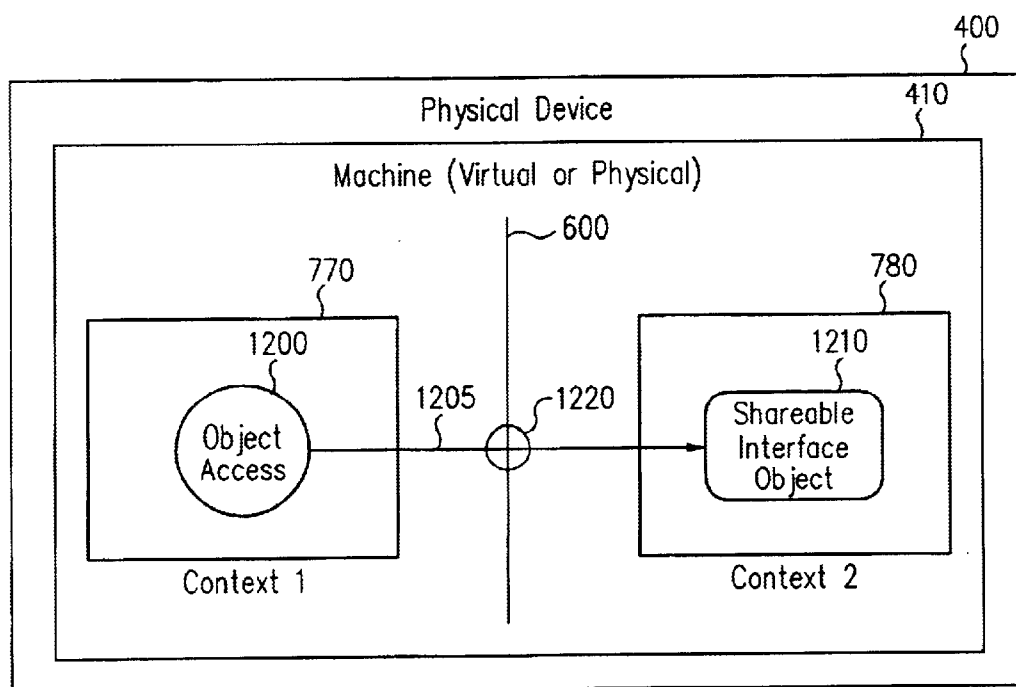 400
Physical Device
410
Machine (Virtual or Physical)
600
770
780
1200
1210
1205
1220
Object
Access
Shareable
Interface
Object
Context 1
Context 2